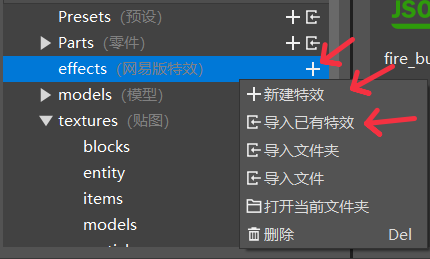 JSO
Presets (预设)
Parts (零件)
effects (网易版特效)
fire_bu
models (模型)
新建特效
textures (贴图)
导入已有特效
blocks
导入文件夹
entity
导入文件
items
打开当前文件夹
models
删除 Del